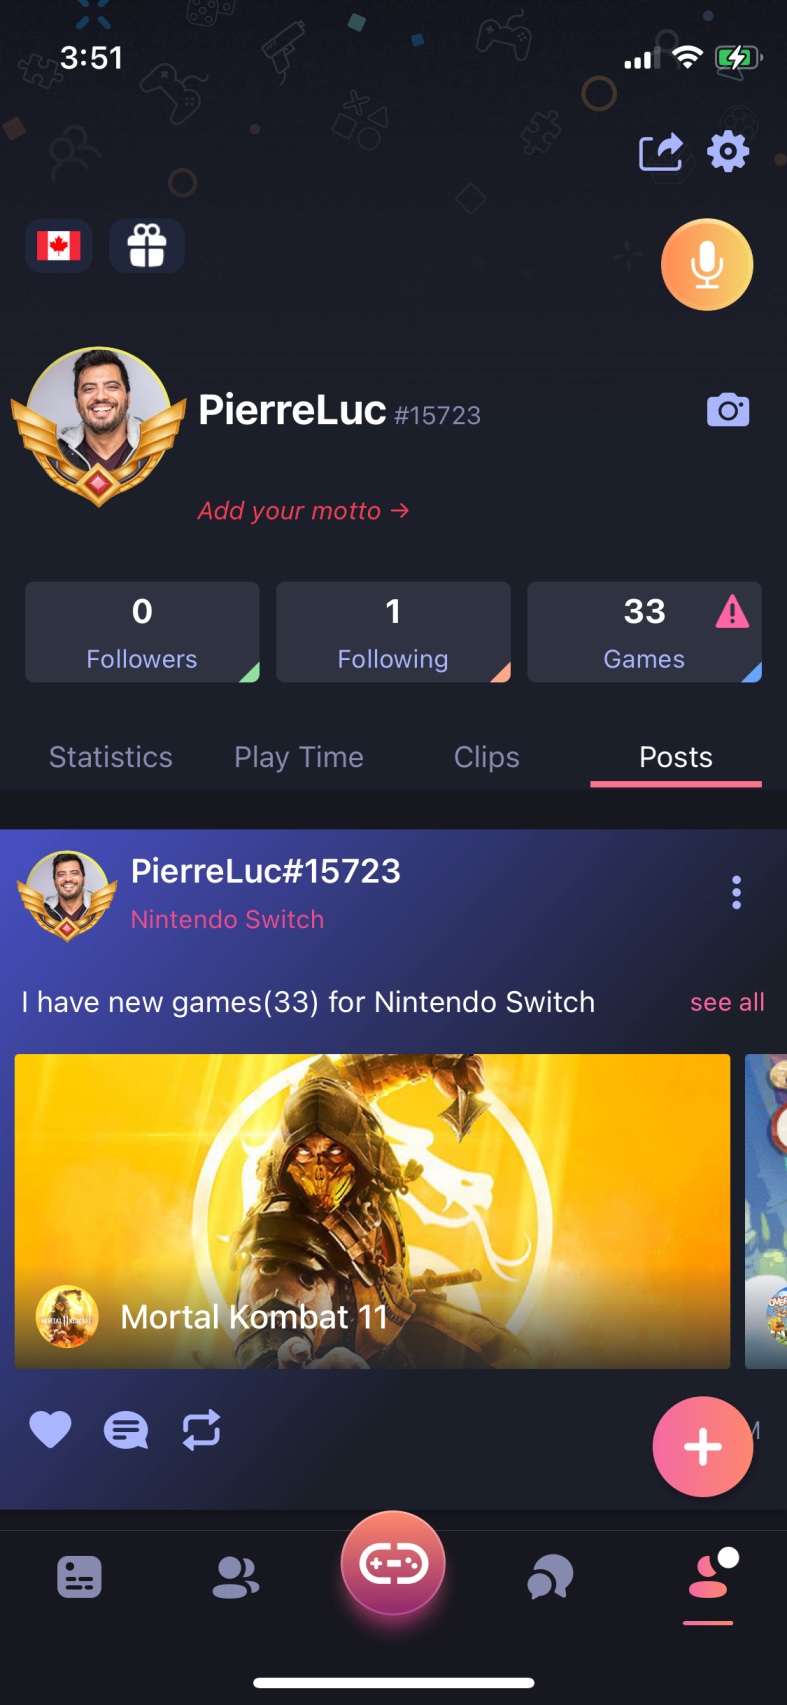 3:51
PierreLuc #15723
Add your motto →
0
Followers
1
Following
33
Games
Statistics
Play Time
Clips
Posts
PierreLuc#15723
Nintendo Switch
I have new games(33) for Nintendo Switch
see all
Mortal Kombat 11